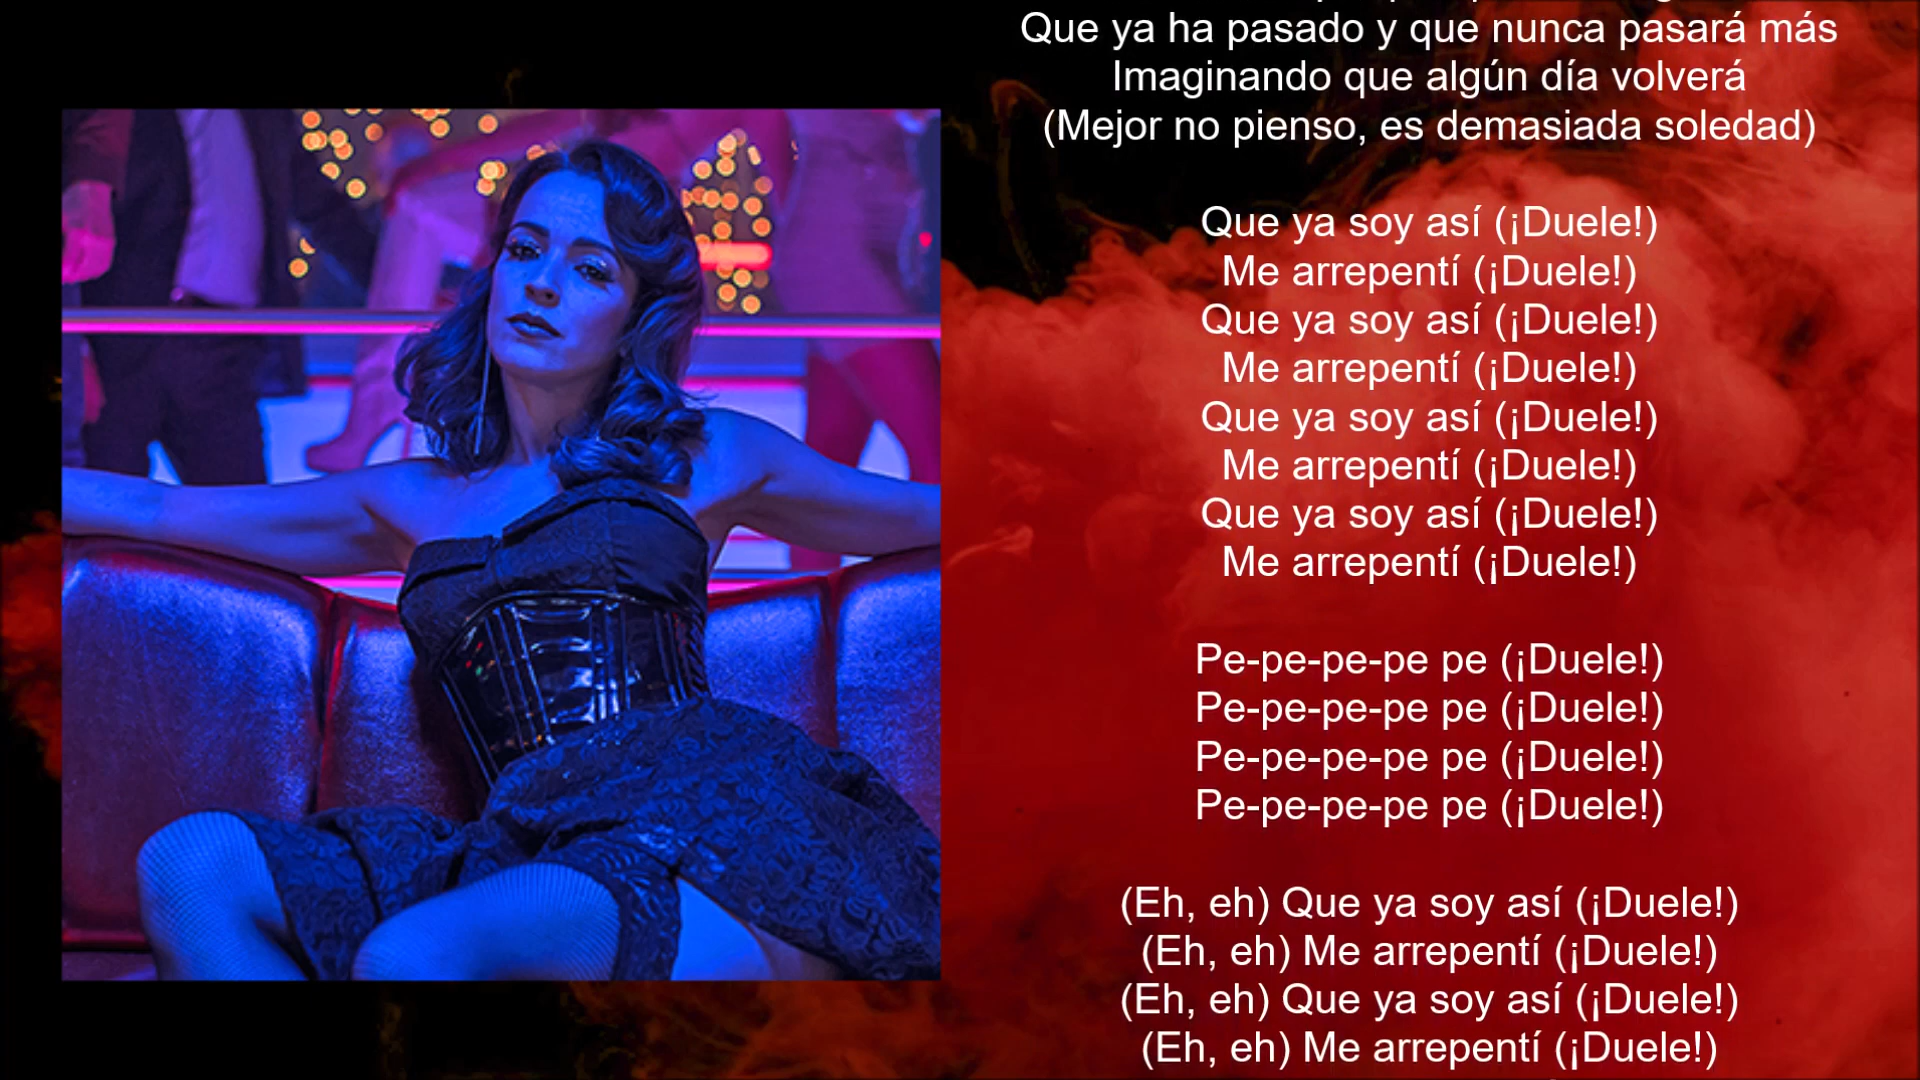 Que ya ha pasado y que nunca pasará más
Imaginando que algún día volverá
(Mejor no pienso, es demasiada soledad)
Que ya soy así (¡Duele!)
Me arrepentí (¡Duele!)
Que ya soy así (¡Duele!)
Me arrepentí (¡Duele!)
Que ya soy así (¡Duele!)
Me arrepentí (¡Duele!)
Que ya soy así (¡Duele!)
Me arrepentí (¡Duele!)
Pe-pe-pe-pe pe (¡Duele!)
Pe-pe-pe-pe pe (¡Duele!)
Pe-pe-pe-pe pe (¡Duele!)
Pe-pe-pe-pe pe (¡Duele!)
(Eh, eh) Que ya soy así (¡Duele!)
(Eh, eh) Me arrepentí (¡Duele!)
(Eh, eh) Que ya soy así (¡Duele!)
(Eh, eh) Me arrepentí (¡Duele!)